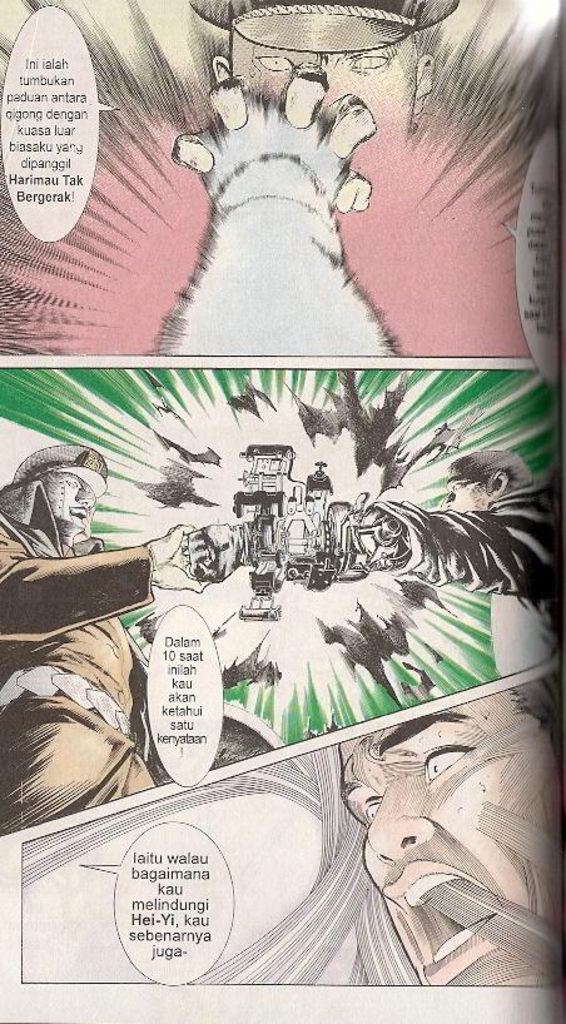 Ini ialah
tumbukan
paduan antara
qigong dengan
kuasa luar
biasaku yang
dipanggil
Harimau Tak
Bergerak!
Dalam
10 saat
inilah
kau
akan
ketahui
satu
kenyataan
!
Iaitu walau
bagaimana
kau
melindungi
Hei-Yi, kau
sebenarnya
juga-